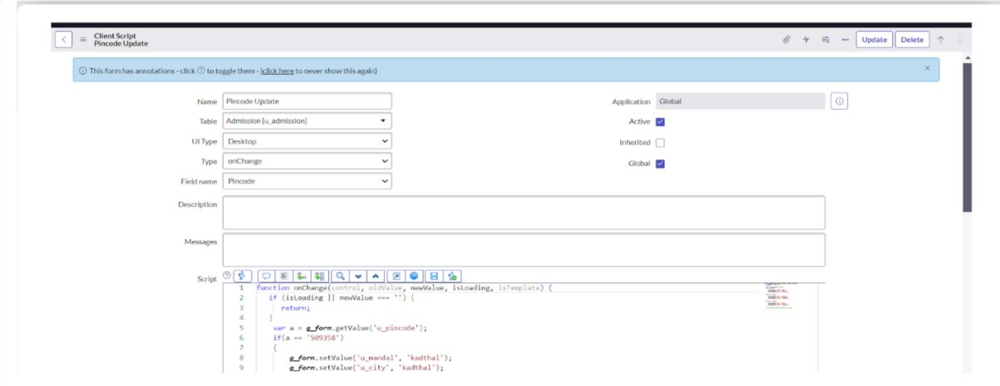 Client Script
Pincode Update
Update Delete
This form has annotations - click ? to toggle them - (click here to never show this again)
Name Pincode Update
Application Global
Table Admission [u_admission]
Active
UI Type Desktop
Inherited
Type onChange
Global
Field name Pincode
Description
Messages
Script
1 function onChange(control, oldValue, newValue, isLoading, isTemplate) {
2 if (isLoading || newValue === '') {
3 return;
4 }
5 var a = g_form.getValue('u_pincode');
6 if(a == '509358')
7 {
8 g_form.setValue('u_mandal', 'kadthal');
9 g_form.setValue('u_city', 'kadthal');